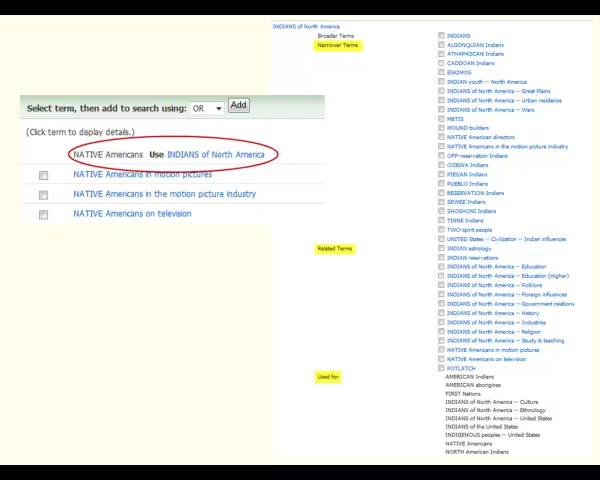 Select term, then add to search using: OR Add
(Click term to display details.)
NATIVE Americans Use INDIANS of North America
NATIVE Americans in motion pictures
NATIVE Americans in the motion picture industry
NATIVE Americans on television
INDIANS of North America
Broader Terms
INDIANS
Narrower Terms
ALGONQUIAN Indians
ATHAPASCAN Indians
CADDOAN Indians
ESKIMOS
INDIAN youth -- North America
INDIANS of North America -- Great Plains
INDIANS of North America -- Urban residence
INDIANS of North America -- Wars
METIS
MOUND-builders
NATIVE American directors
NATIVE Americans in the motion picture industry
OFF-reservation Indians
OJIBWA Indians
PIEGAN Indians
PUEBLO Indians
RESERVATION Indians
SEWEE Indians
SHOSHONI Indians
TINNE Indians
TWO-spirit people
UNITED States -- Civilization -- Indian influences
Related Terms
INDIAN astrology
INDIAN reservations
INDIANS of North America -- Education
INDIANS of North America -- Education (Higher)
INDIANS of North America -- Folklore
INDIANS of North America -- Foreign influences
INDIANS of North America -- Government relations
INDIANS of North America -- History
INDIANS of North America -- Industries
INDIANS of North America -- Religion
INDIANS of North America -- Study & teaching
NATIVE Americans in motion pictures
NATIVE Americans on television
POTLATCH
Used for
AMERICAN Indians
AMERICAN aborigines
FIRST Nations
INDIANS of North America -- Culture
INDIANS of North America -- Ethnology
INDIANS of North America -- United States
INDIANS of the United States
INDIGENOUS peoples -- United States
NATIVE Americans
NORTH American Indians